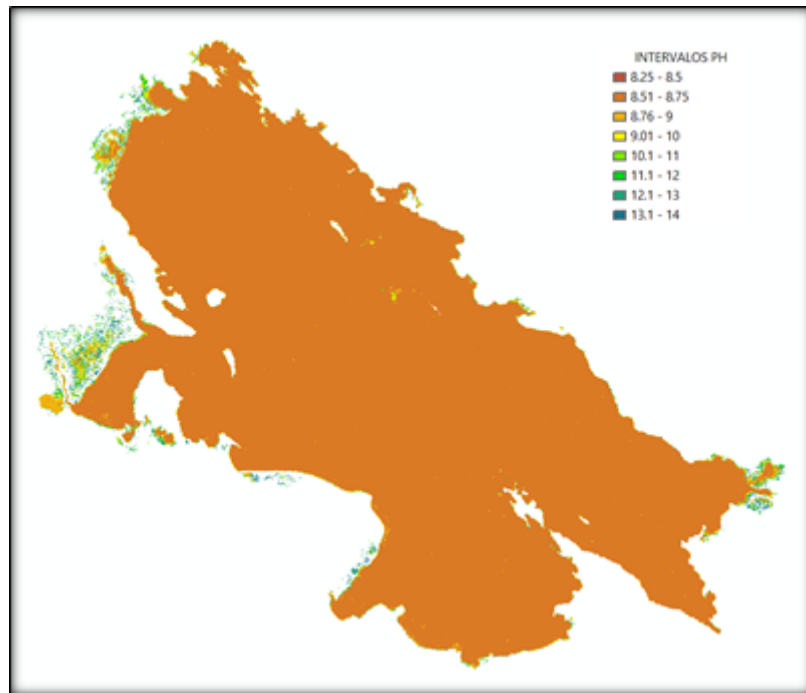 INTERVALOS PH
8.25 - 8.5
8.51 - 8.75
8.76 - 9
9.01 - 10
10.1 - 11
11.1 - 12
12.1 - 13
13.1 - 14